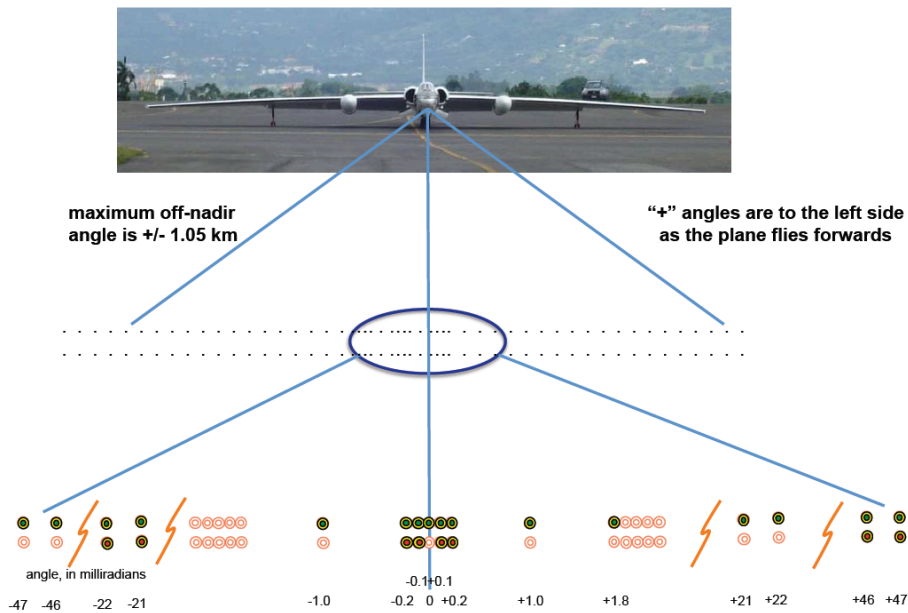 maximum off-nadir
angle is +/- 1.05 km
“+” angles are to the left side
as the plane flies forwards
angle, in milliradians
-0.1+0.1
-47 -46 -22 -21 -1.0 -0.2 0 +0.2 +1.0 +1.8 +21 +22 +46 +47